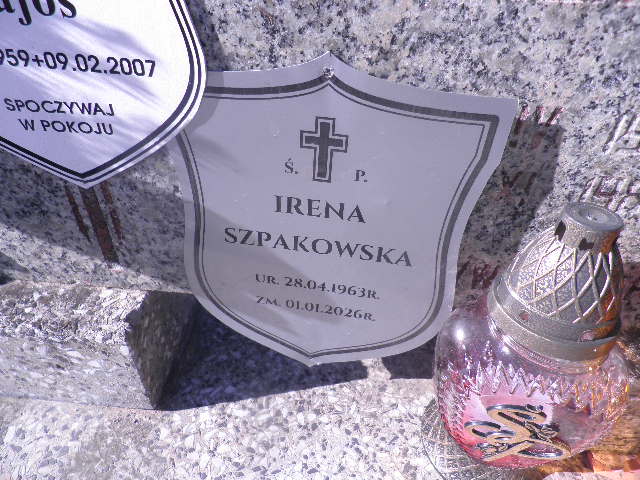 959+09.02.2007
SPOCZYWAJ
W POKOJU
Ś. P.
IRENA
SZPAKOWSKA
UR. 28.04.1963R.
ZM. 01.01.2026R.